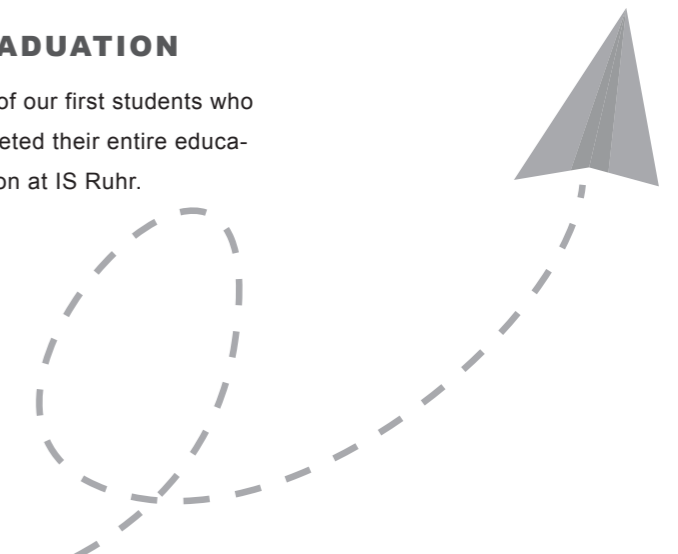 ADUATION
of our first students who
eted their entire educa-
on at IS Ruhr.